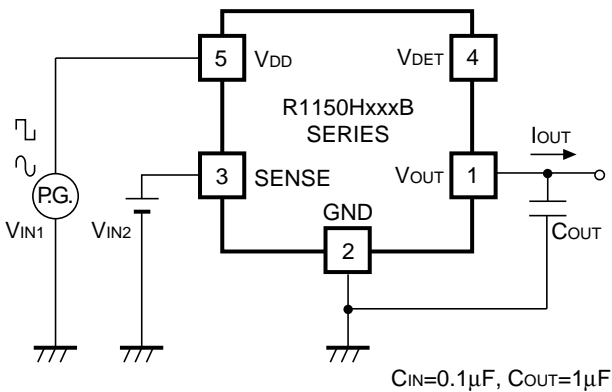 5 VDD
VDET 4
R1150HxxxB
SERIES
IOUT
3 SENSE
VOUT 1
P.G.
VIN1
VIN2
GND
2
COUT
CIN=0.1μF, COUT=1μF